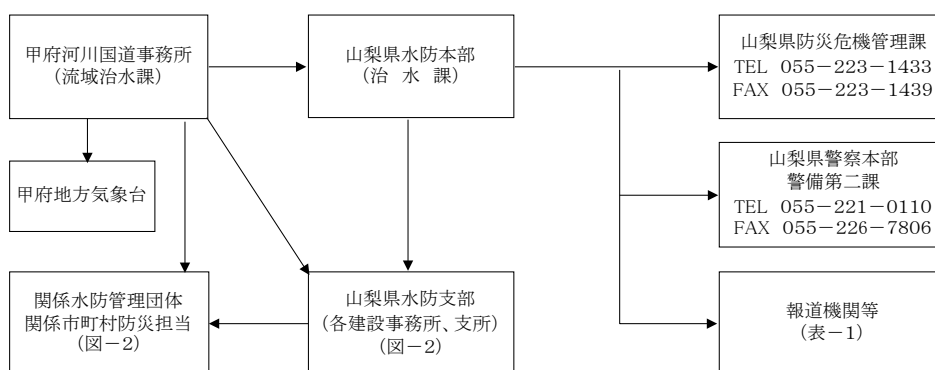 甲府河川国道事務所
（流域治水課）
山梨県水防本部
（治　水　課）
山梨県防災危機管理課
TEL 055－223－1433
FAX 055－223－1439
甲府地方気象台
山梨県警察本部
警備第二課
TEL 055－221－0110
FAX 055－226－7806
関係水防管理団体
関係市町村防災担当
（図－2）
山梨県水防支部
（各建設事務所、支所）
（図－2）
報道機関等
（表－1）